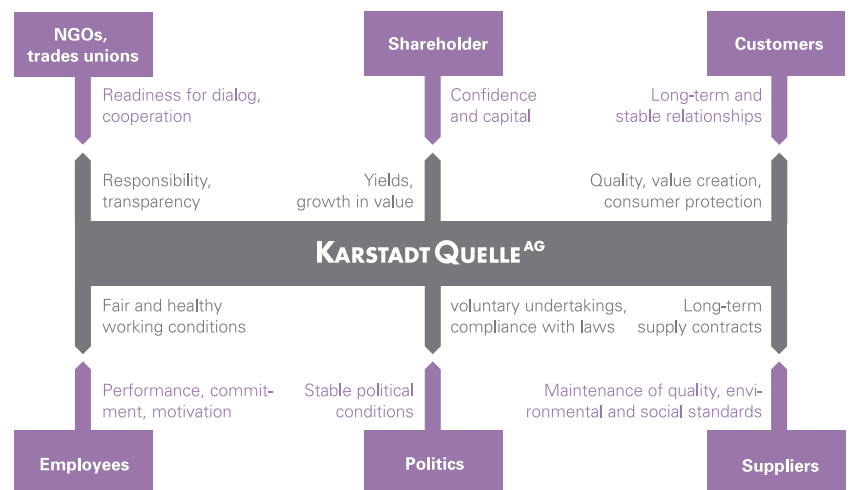 NGOs,
trades unions
Shareholder
Customers
Readiness for dialog,
cooperation
Confidence
and capital
Long-term and
stable relationships
Responsibility,
transparency
Yields,
growth in value
Quality, value creation,
consumer protection
KARSTADT QUELLE AG
Fair and healthy
working conditions
voluntary undertakings,
compliance with laws
Long-term
supply contracts
Performance, commit-
ment, motivation
Stable political
conditions
Maintenance of quality, envi-
ronmental and social standards
Employees
Politics
Suppliers